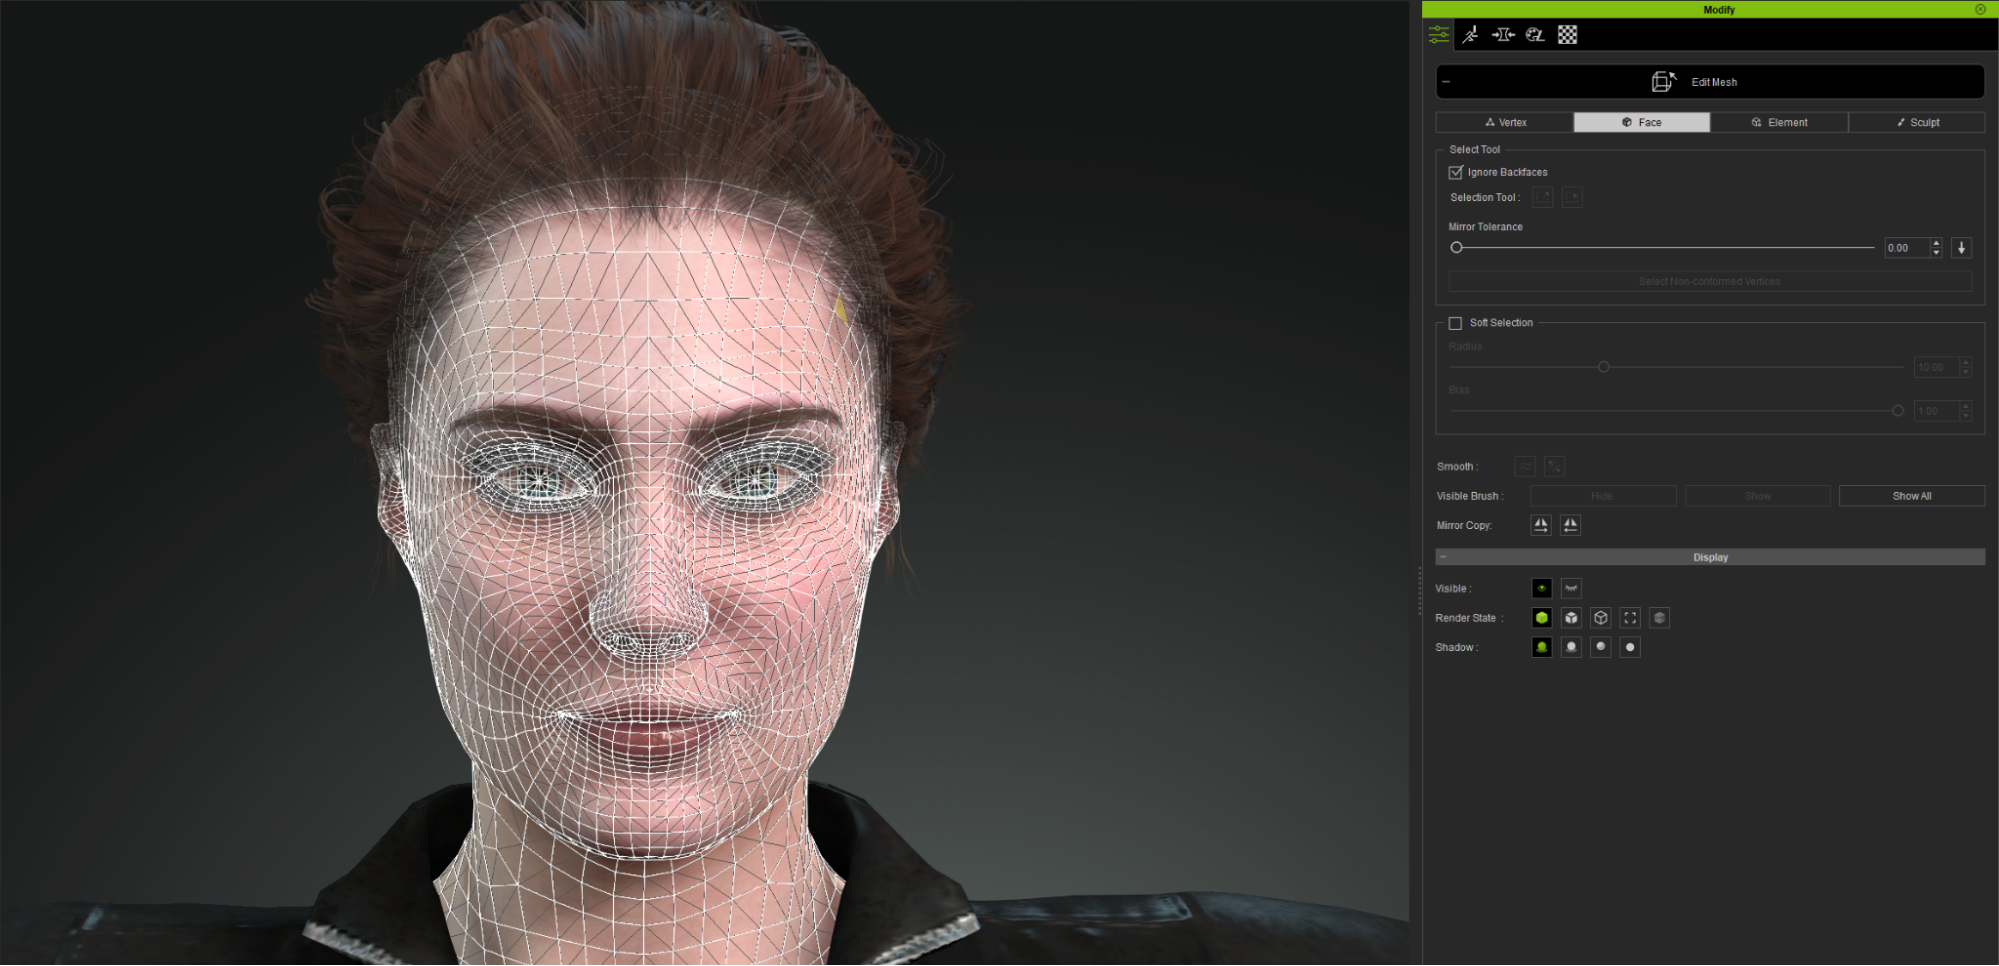 Modify
Edit Mesh
Vertex Face Element Sculpt
Select Tool
Ignore Backfaces
Selection Tool :
Mirror Tolerance
0.00
Select Non-conformed Vertices
Soft Selection
Radius
10.00
Bias
1.00
Smooth :
Visible Brush : Hide Show Show All
Mirror Copy:
Display
Visible :
Render State :
Shadow :